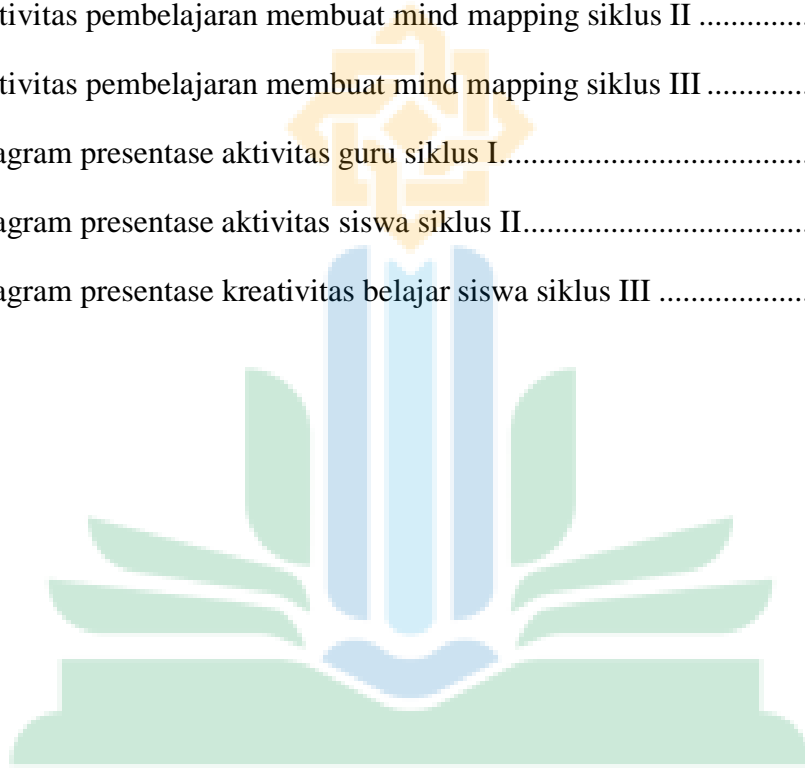 tivitas pembelajaran membuat mind mapping siklus II ..............
tivitas pembelajaran membuat mind mapping siklus III .............
agram presentase aktivitas guru siklus I.......................................
agram presentase aktivitas siswa siklus II....................................
agram presentase kreativitas belajar siswa siklus III ...................